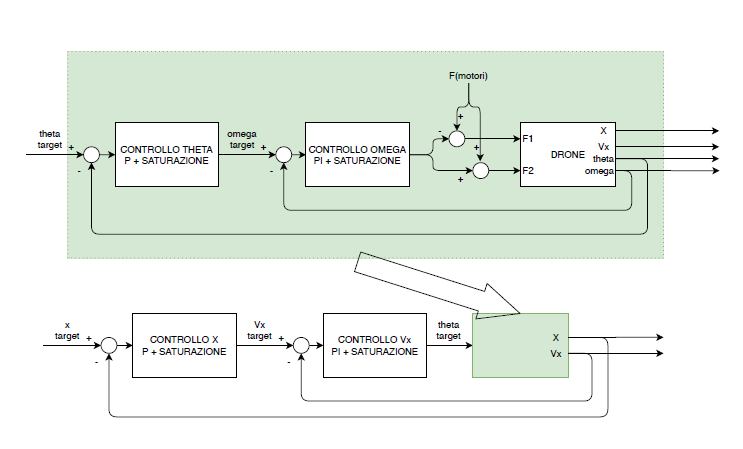 F(motori)
+
theta
target
+
-
CONTROLLO THETA
P + SATURAZIONE
omega
target
+
-
CONTROLLO OMEGA
PI + SATURAZIONE
-
+
+
F1
F2
DRONE
X
Vx
theta
omega
x
target
+
-
CONTROLLO X
P + SATURAZIONE
Vx
target
+
-
CONTROLLO Vx
PI + SATURAZIONE
theta
target
X
Vx